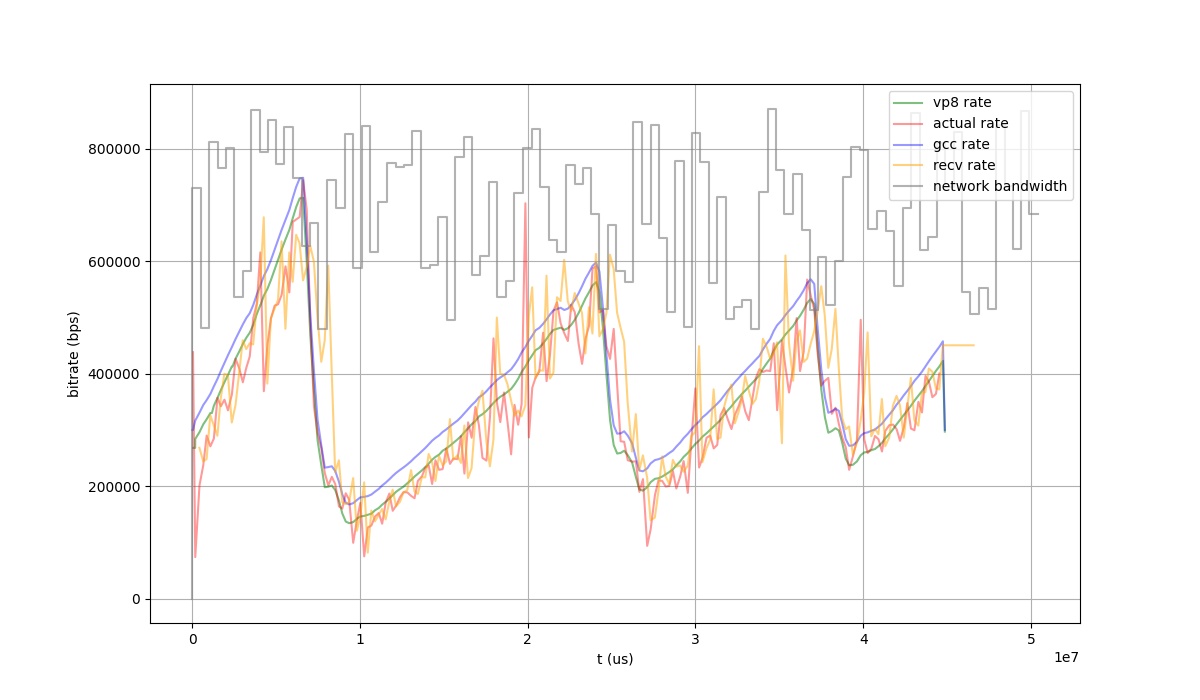 vp8 rate
actual rate
gcc rate
recv rate
network bandwidth
bitrate (bps)
800000
600000
400000
200000
0
0
1
2
3
4
5
1e7
t (us)